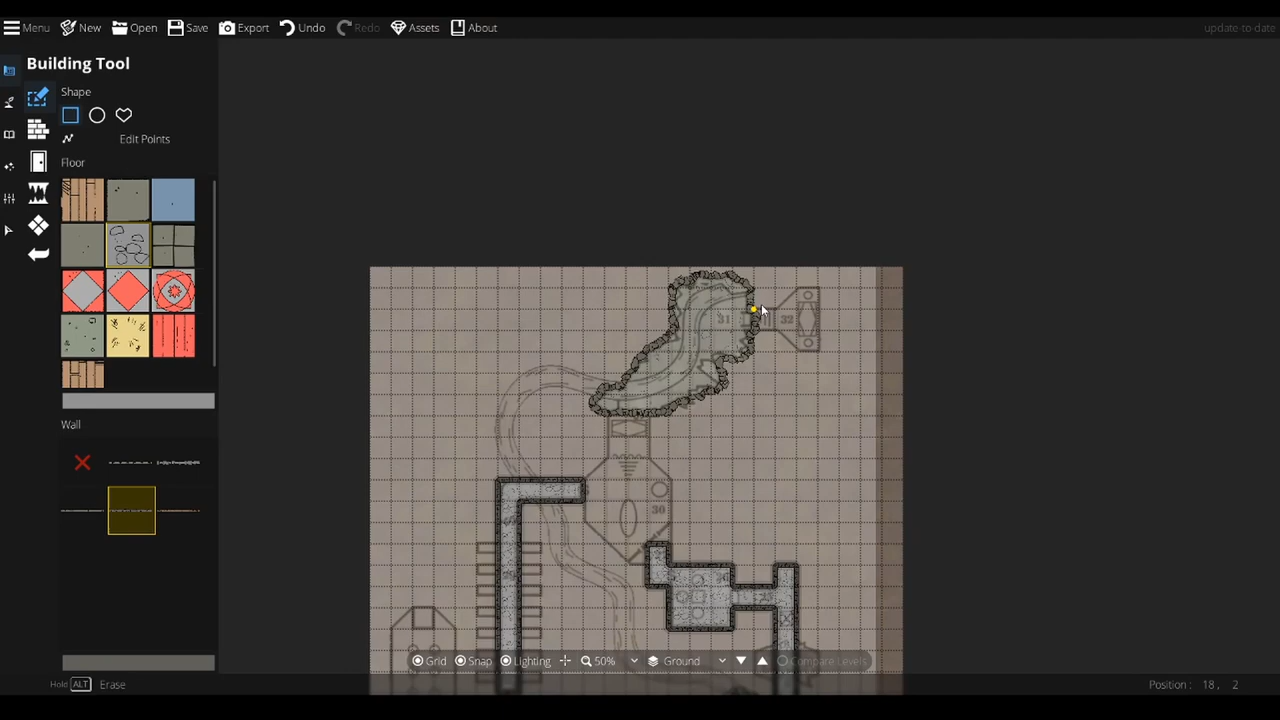 Menu New Open Save Export Undo Redo Assets About update-to date
Building Tool
Shape
Edit Points
Floor
Wall
31
32
30
Grid Snap Lighting 50% Ground Compare Levels
Hold ALT Erase Position : 18 , 2